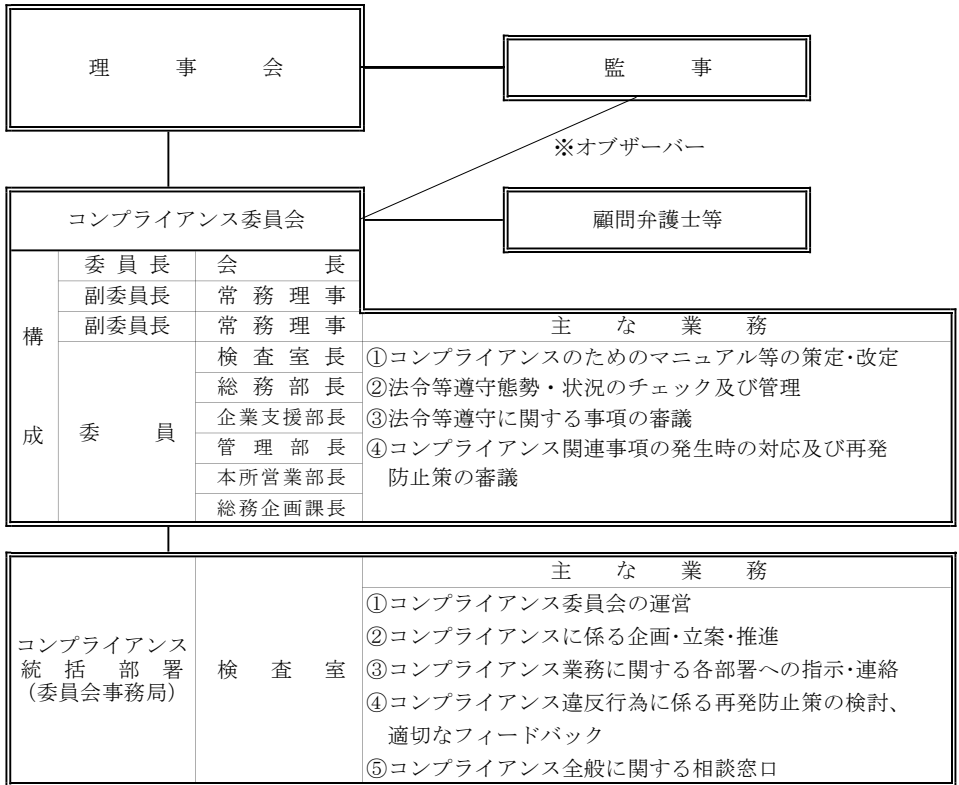 理事会
監事
※オブザーバー
コンプライアンス委員会
顧問弁護士等
構成
委員長 会長
副委員長 常務理事
副委員長 常務理事
委員
検査室長
総務部長
企業支援部長
管理部長
本所営業部長
総務企画課長
主な業務
①コンプライアンスのためのマニュアル等の策定･改定
②法令等遵守態勢・状況のチェック及び管理
③法令等遵守に関する事項の審議
④コンプライアンス関連事項の発生時の対応及び再発
防止策の審議
コンプライアンス
統括部署
（委員会事務局）
検査室
主な業務
①コンプライアンス委員会の運営
②コンプライアンスに係る企画･立案･推進
③コンプライアンス業務に関する各部署への指示･連絡
④コンプライアンス違反行為に係る再発防止策の検討、
適切なフィードバック
⑤コンプライアンス全般に関する相談窓口